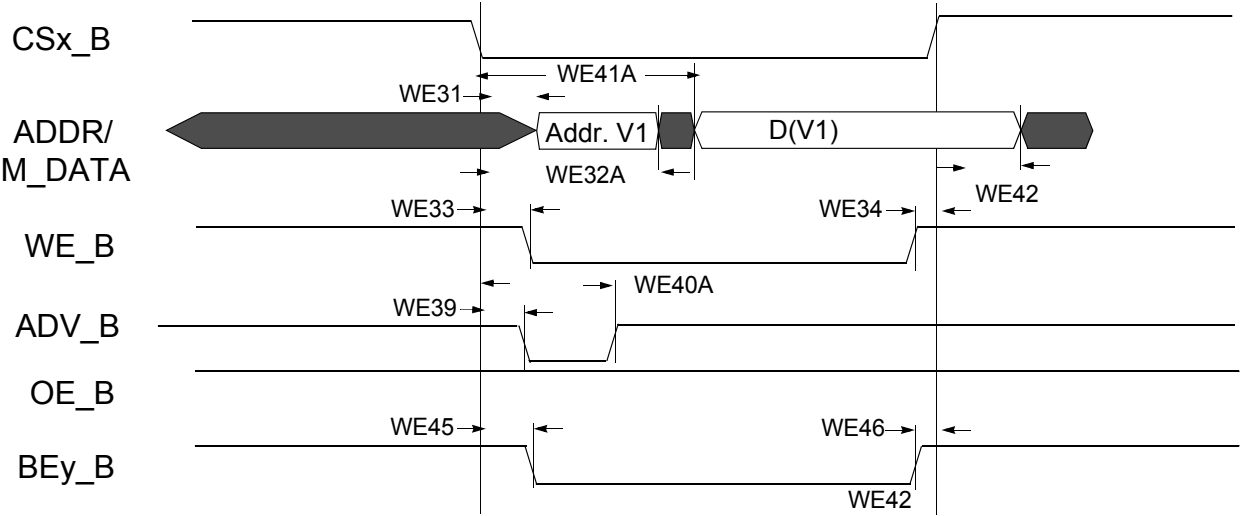 CSx_B
WE41A
WE31
ADDR/
M_DATA
Addr. V1
D(V1)
WE32A
WE42
WE33
WE34
WE_B
WE40A
WE39
ADV_B
OE_B
WE45
WE46
BEy_B
WE42